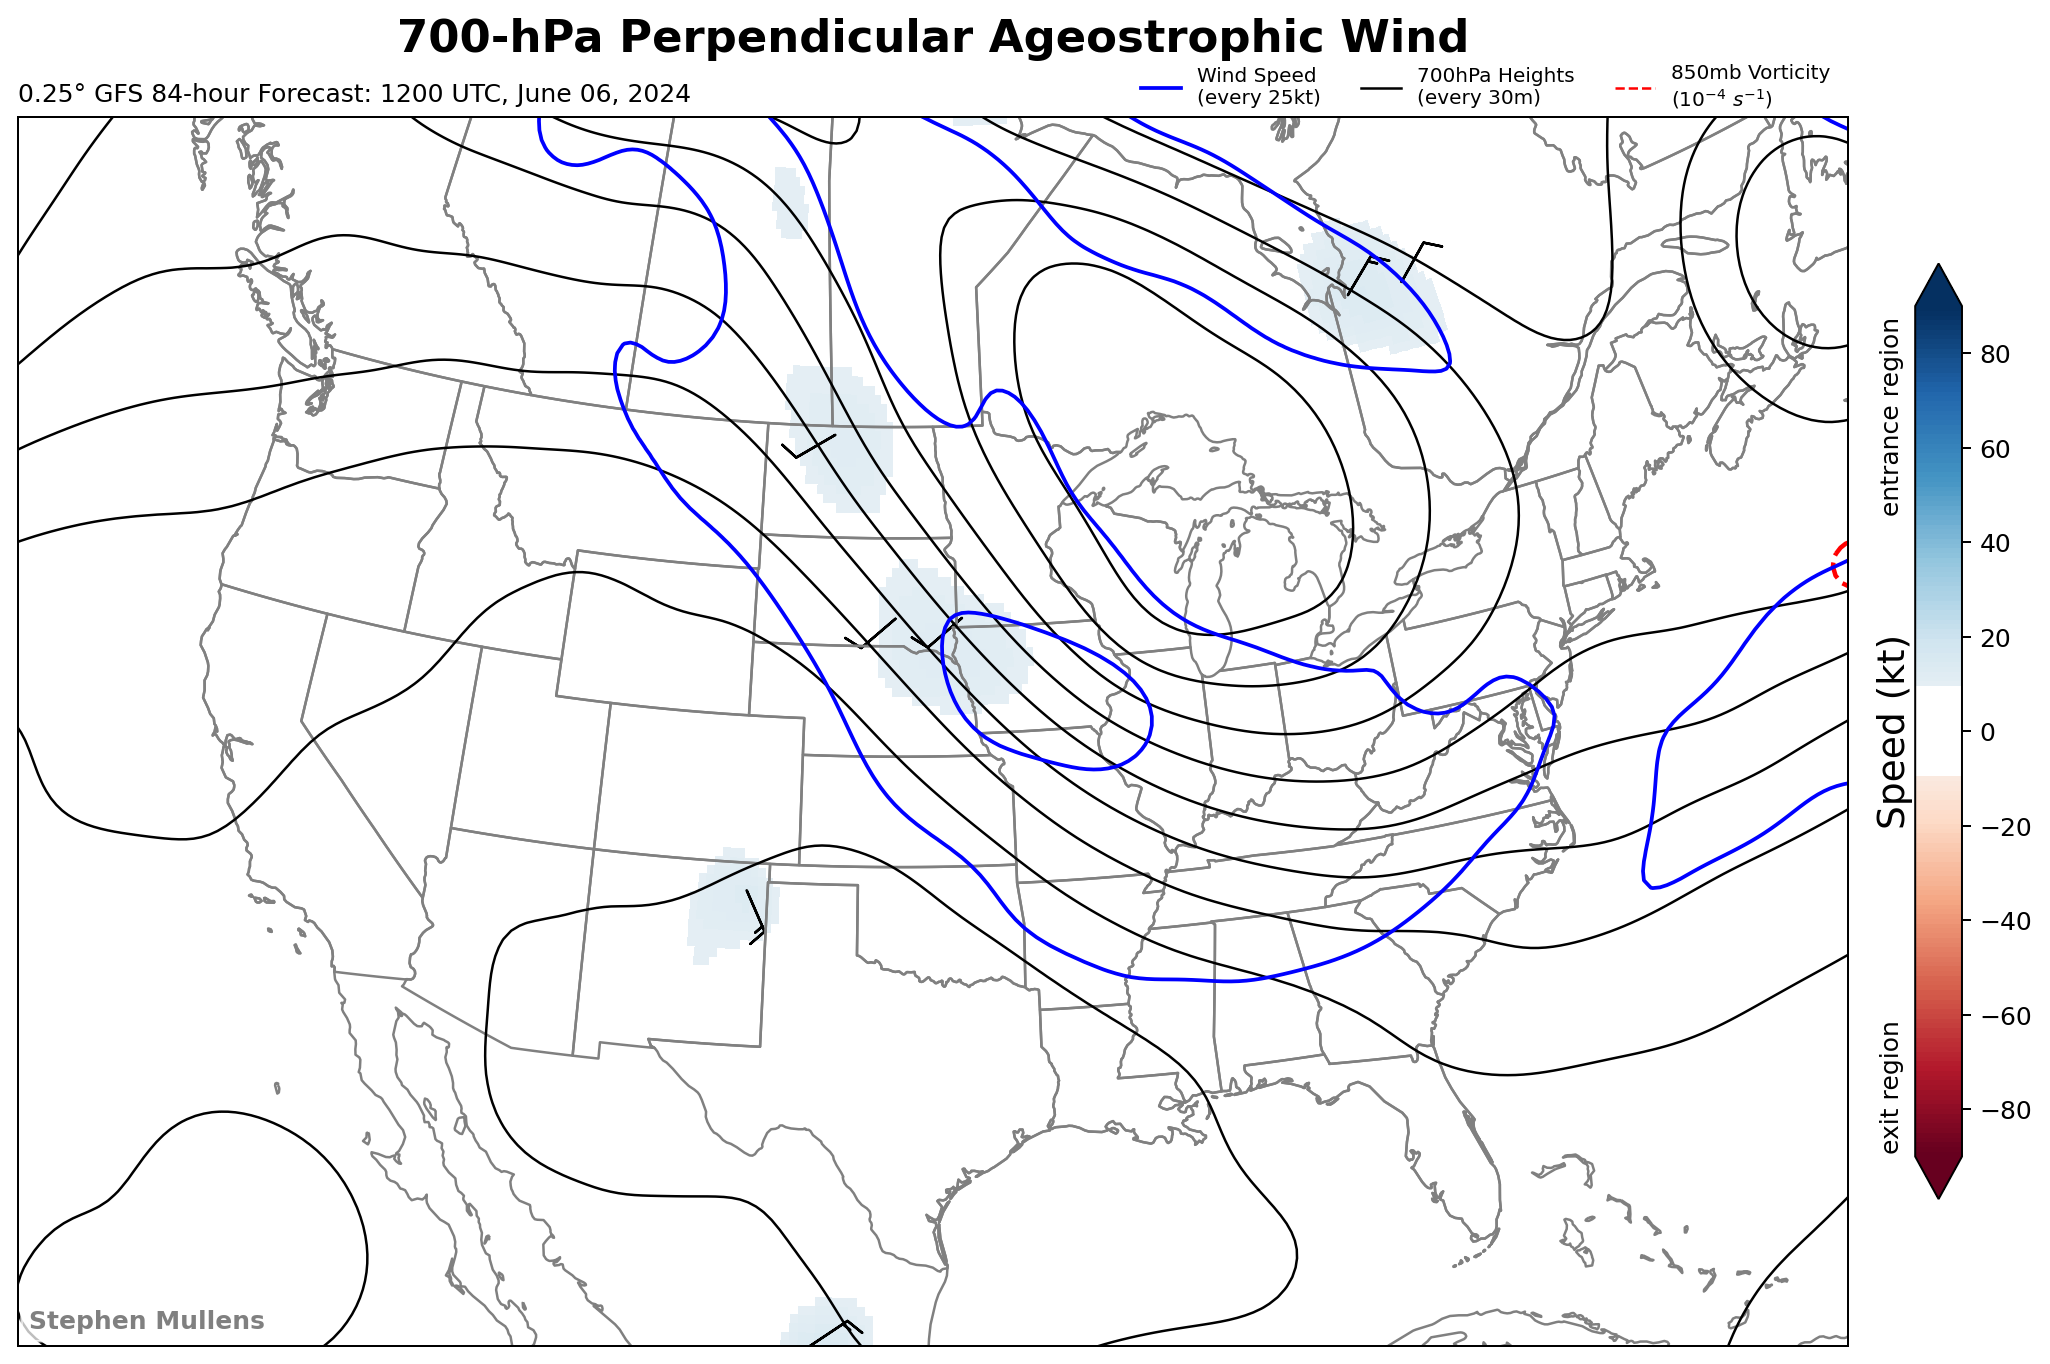 700-hPa Perpendicular Ageostrophic Wind
0.25° GFS 84-hour Forecast: 1200 UTC, June 06, 2024
Wind Speed
(every 25kt)
700hPa Heights
(every 30m)
850mb Vorticity
(10⁻⁴ s⁻¹)
entrance region
Speed (kt)
exit region
80
60
40
20
0
−20
−40
−60
−80
Stephen Mullens